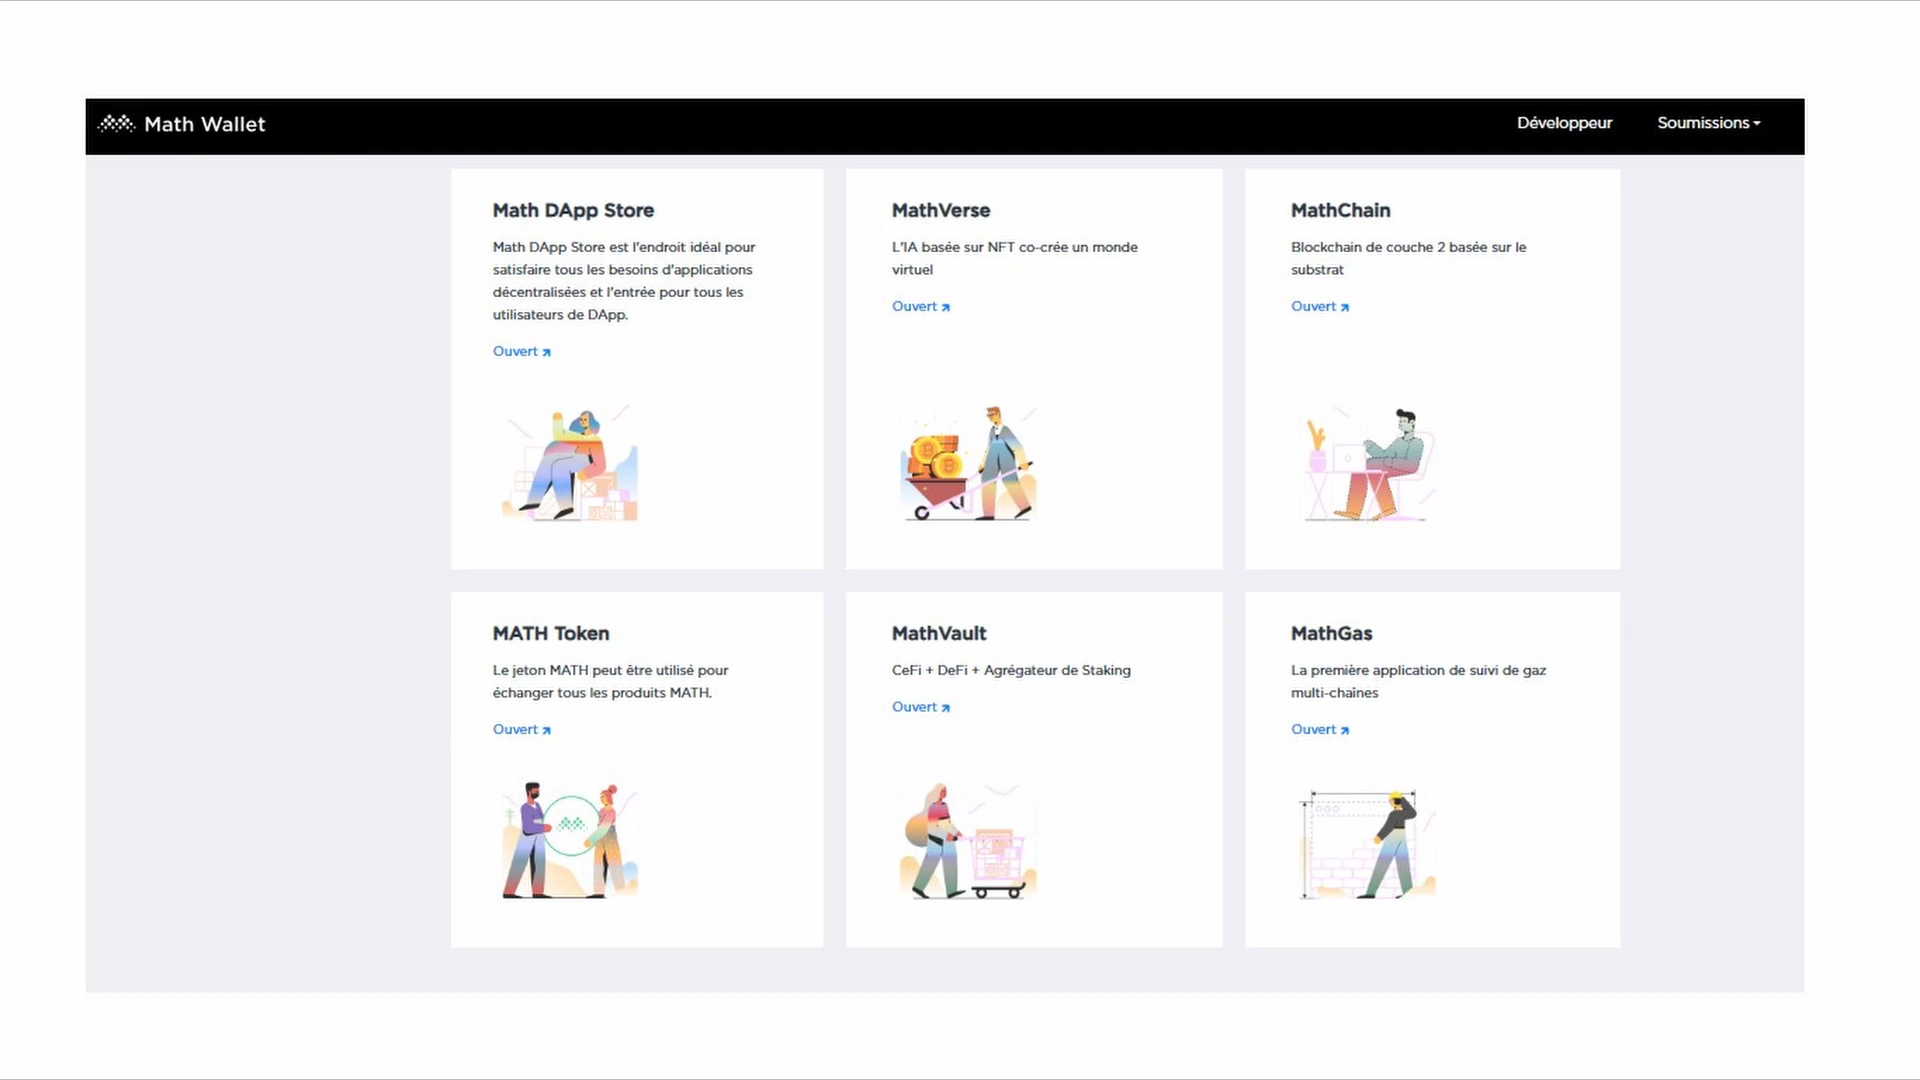 Math Wallet
Développeur
Soumissions
Math DApp Store
Math DApp Store est l'endroit idéal pour
satisfaire tous les besoins d'applications
décentralisées et l'entrée pour tous les
utilisateurs de DApp.
Ouvert
MathVerse
L'IA basée sur NFT co-crée un monde
virtuel
Ouvert
MathChain
Blockchain de couche 2 basée sur le
substrat
Ouvert
MATH Token
Le jeton MATH peut être utilisé pour
échanger tous les produits MATH.
Ouvert
MathVault
CeFi + DeFi + Agrégateur de Staking
Ouvert
MathGas
La première application de suivi de gaz
multi-chaînes
Ouvert